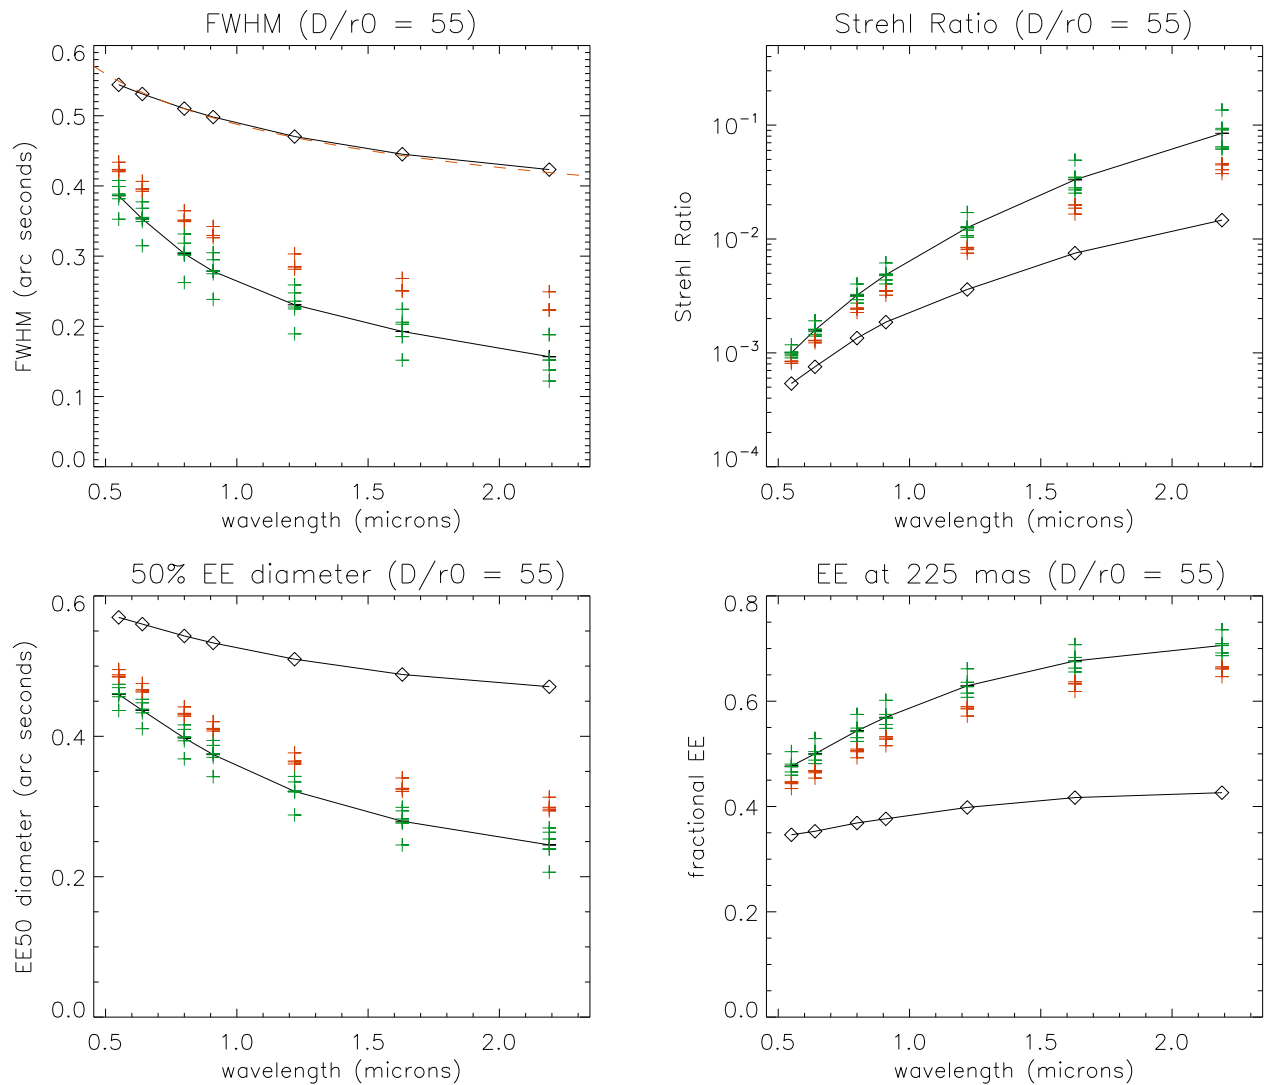 FWHM (D/r0 = 55)
0.6
0.5
0.4
0.3
0.2
0.1
0.0
FWHM (arc seconds)
0.5 1.0 1.5 2.0
wavelength (microns)
Strehl Ratio (D/r0 = 55)
10⁻¹
10⁻²
10⁻³
10⁻⁴
Strehl Ratio
0.5 1.0 1.5 2.0
wavelength (microns)
50% EE diameter (D/r0 = 55)
0.6
0.4
0.2
0.0
EE50 diameter (arc seconds)
0.5 1.0 1.5 2.0
wavelength (microns)
EE at 225 mas (D/r0 = 55)
0.8
0.6
0.4
0.2
0.0
fractional EE
0.5 1.0 1.5 2.0
wavelength (microns)